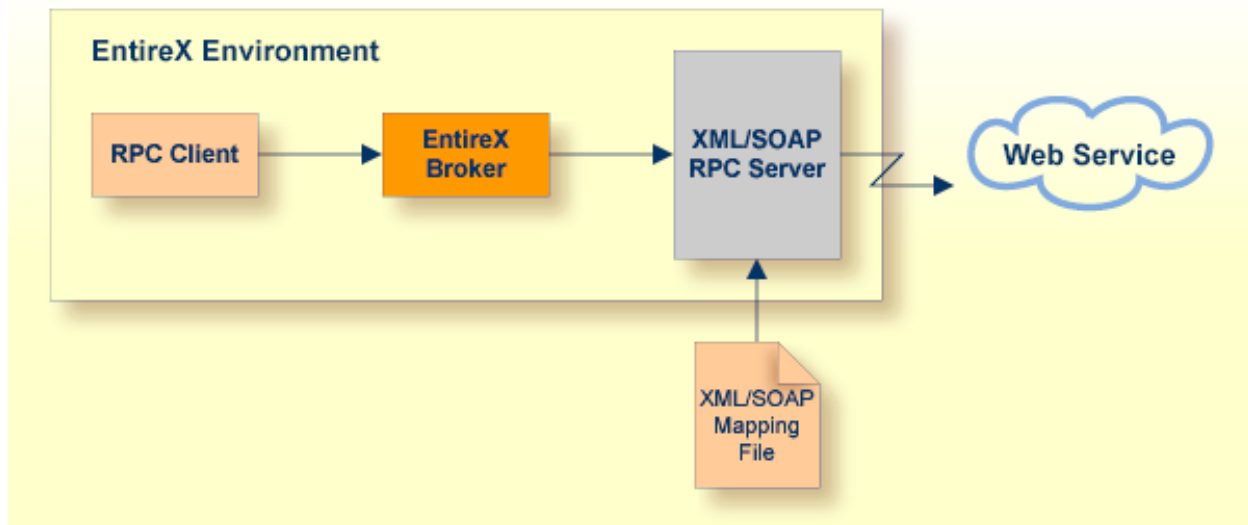 EntireX Environment
RPC Client
EntireX
Broker
XML/SOAP
RPC Server
Web Service
XML/SOAP
Mapping
File